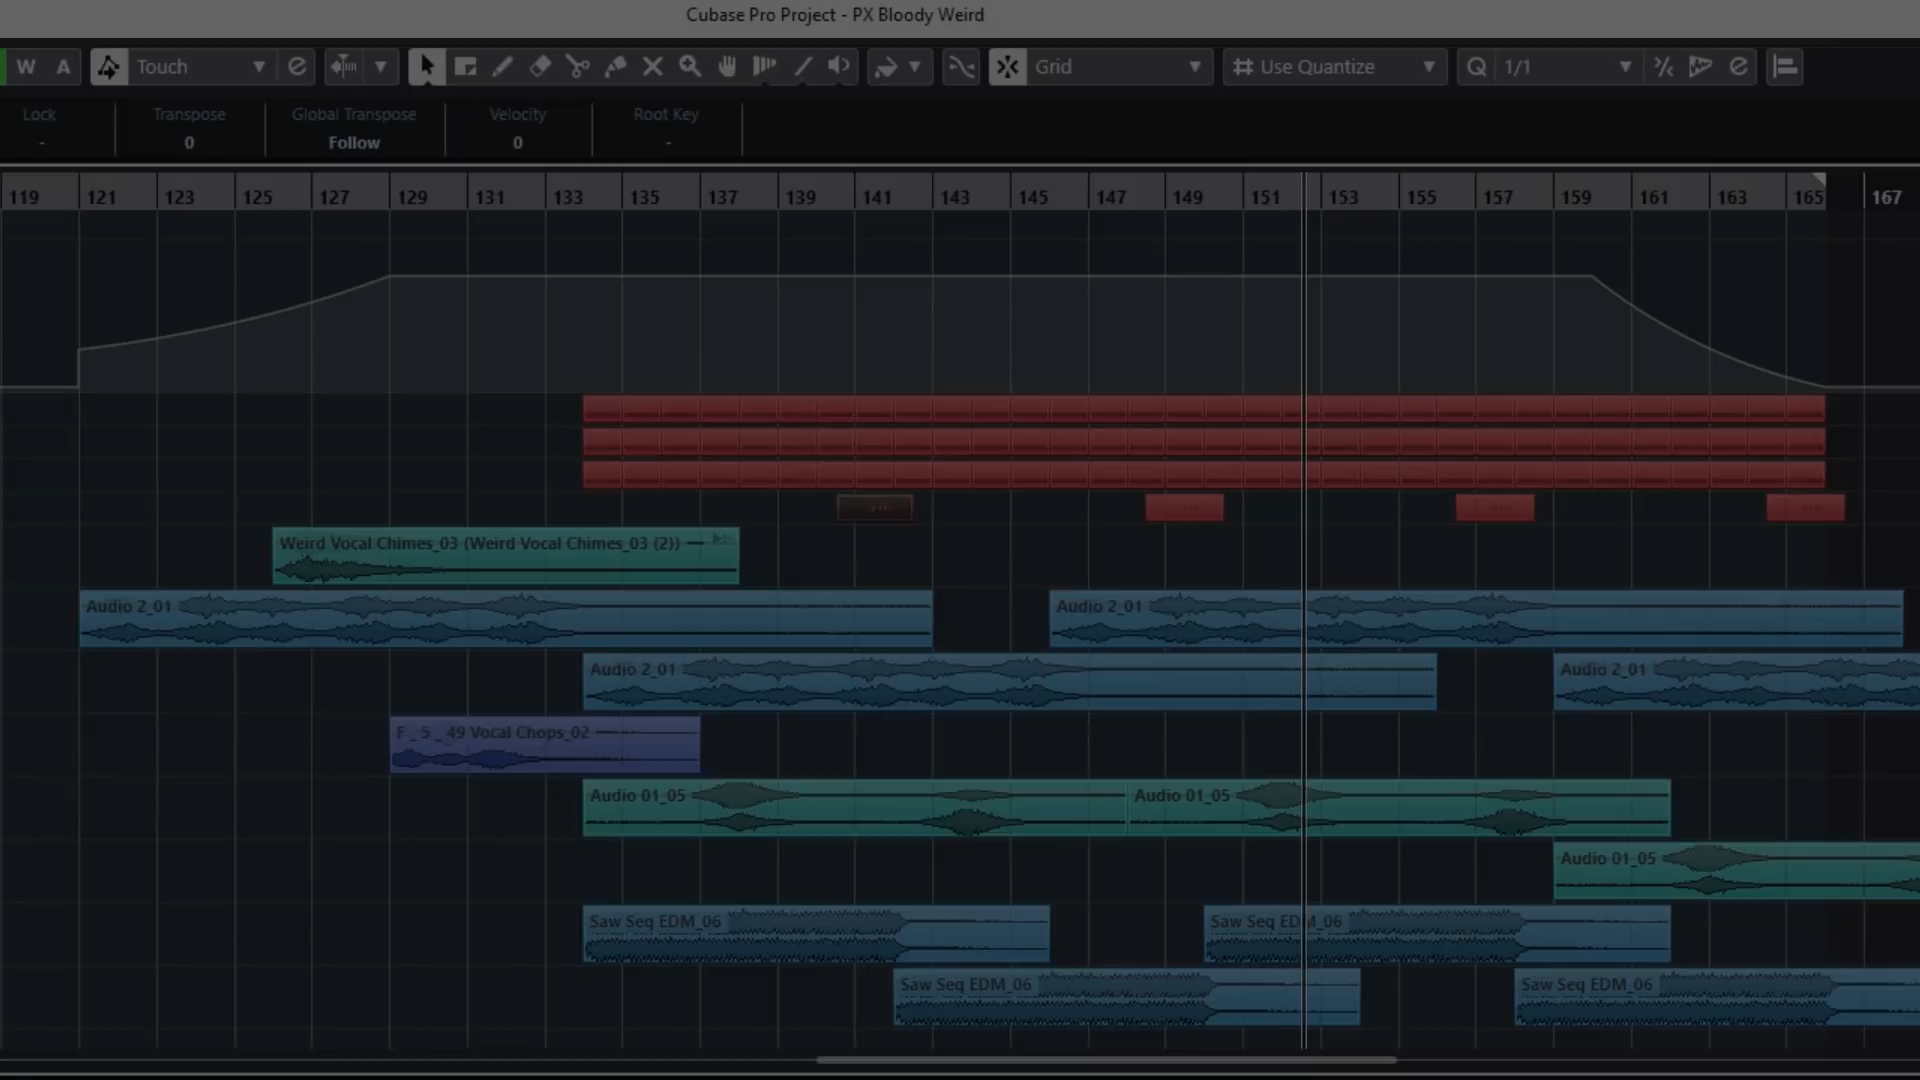 Cubase Pro Project - PX Bloody Weird
W A Touch Grid Use Quantize Q 1/1
Lock Transpose Global Transpose Velocity Root Key
- 0 Follow 0 -
119 121 123 125 127 129 131 133 135 137 139 141 143 145 147 149 151 153 155 157 159 161 163 165 167
Weird Vocal Chimes_03 (Weird Vocal Chimes_03 (2))
Audio 2_01 Audio 2_01
Audio 2_01 Audio 2_01
F _ 5 _ 49 Vocal Chops_02
Audio 01_05 Audio 01_05
Audio 01_05
Saw Seq EDM_06 Saw Seq EDM_06
Saw Seq EDM_06 Saw Seq EDM_06